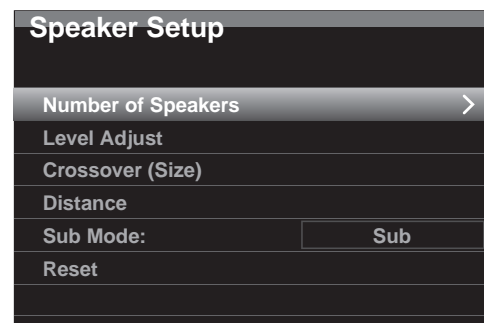 Speaker Setup
Number of Speakers
Level Adjust
Crossover (Size)
Distance
Sub Mode: Sub
Reset